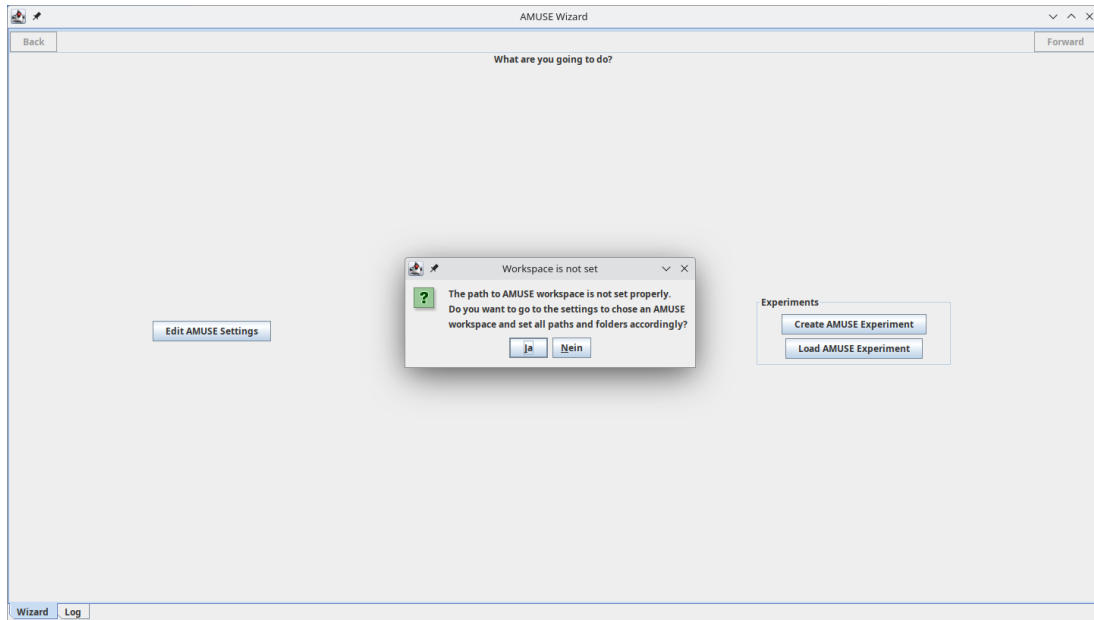 AMUSE Wizard
Back
Forward
What are you going to do?
Workspace is not set
The path to AMUSE workspace is not set properly.
Do you want to go to the settings to chose an AMUSE
workspace and set all paths and folders accordingly?
Ja
Nein
Edit AMUSE Settings
Experiments
Create AMUSE Experiment
Load AMUSE Experiment
Wizard
Log